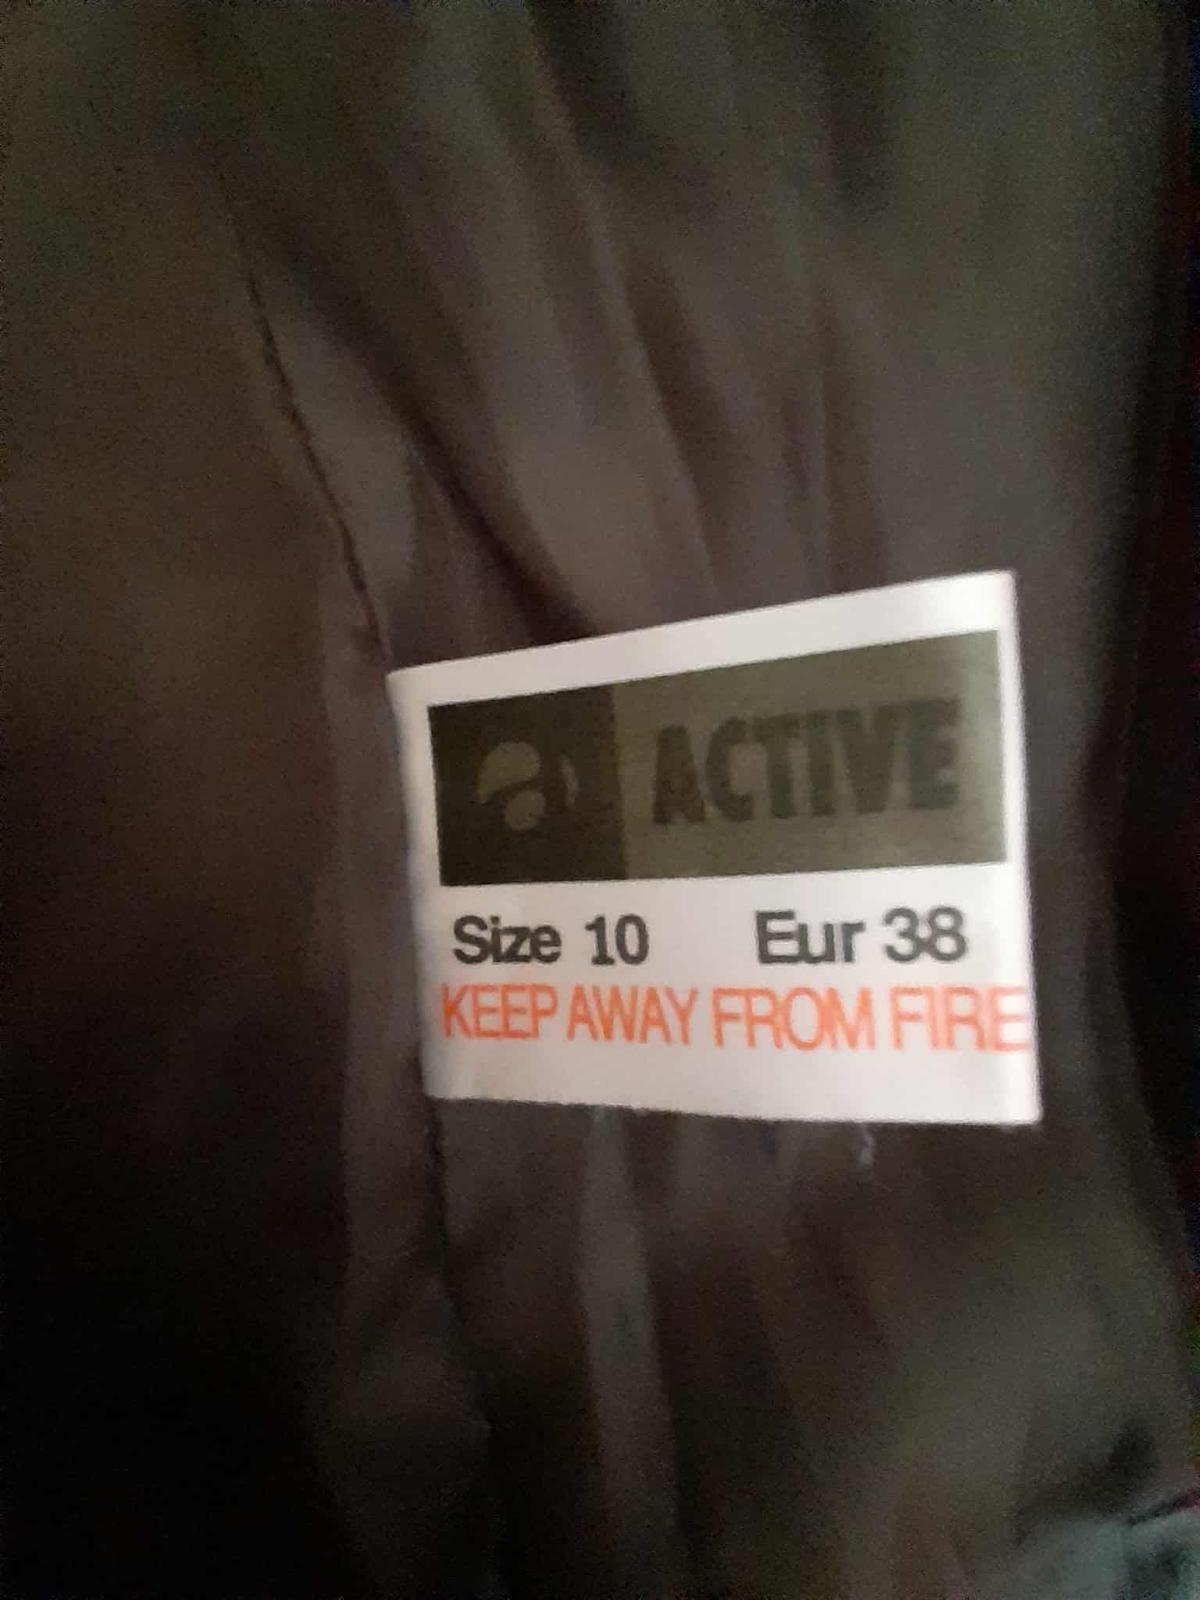 ACTIVE
Size 10 Eur 38
KEEP AWAY FROM FIRE